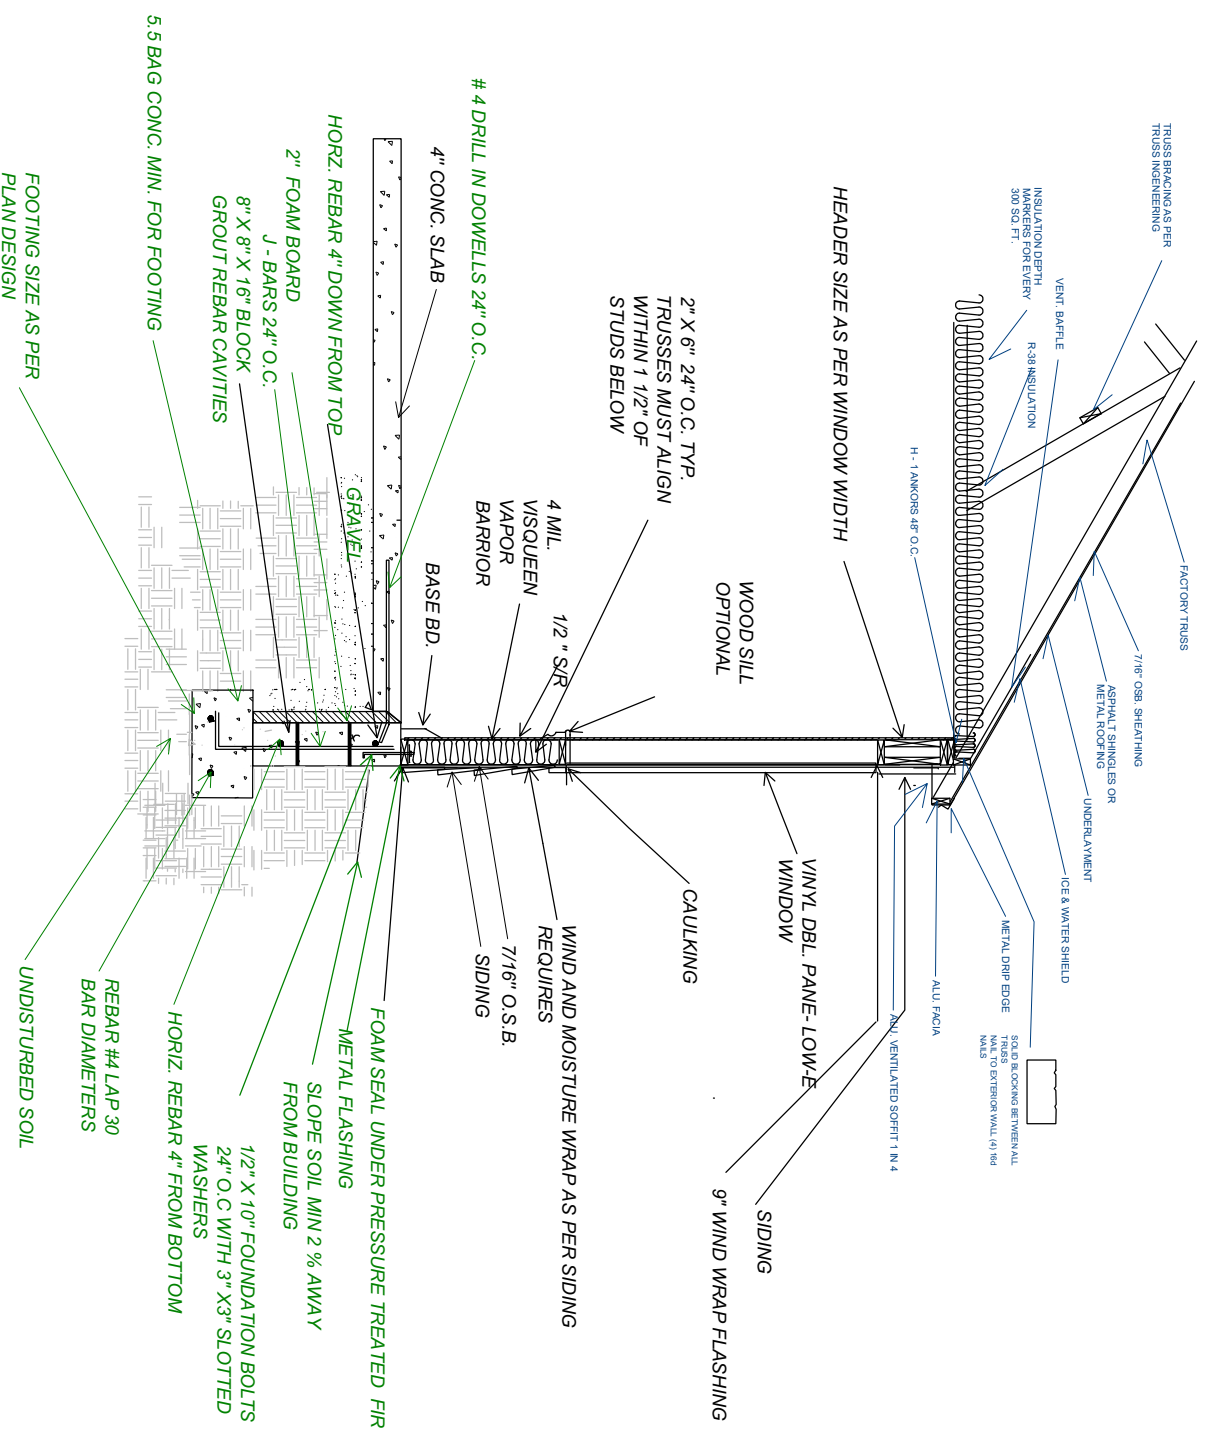 TRUSS BRACING AS PER
TRUSS INGENEERING
FACTORY TRUSS
7/16" OSB. SHEATHING
ASPHALT SHINGLES OR
METAL ROOFING
UNDERLAYMENT
ICE & WATER SHIELD
METAL DRIP EDGE
ALU. FACIA
SOLID BLOCKING BETWEEN ALL
TRUSS
NAIL TO EXTERIOR WALL (4) 16d
NAILS
ALU. VENTILATED SOFFIT 1 IN 4
VENT. BAFFLE
INSULATION DEPTH
MARKERS FOR EVERY
300 SQ. FT.
R-38 INSULATION
H - 1 ANKORS 48" O.C.
HEADER SIZE AS PER WINDOW WIDTH
SIDING
9" WIND WRAP FLASHING
VINYL DBL. PANE- LOW-E
WINDOW
WOOD SILL
OPTIONAL
CAULKING
2" X 6" 24" O.C. TYP.
TRUSSES MUST ALIGN
WITHIN 1 1/2" OF
STUDS BELOW
1/2 " S/R
4 MIL.
VISQUEEN
VAPOR
BARRIOR
BASE BD.
WIND AND MOISTURE WRAP AS PER SIDING
REQUIRES
7/16" O.S.B.
SIDING
# 4 DRILL IN DOWELLS 24" O.C.
4" CONC. SLAB
HORZ. REBAR 4" DOWN FROM TOP
GRAVEL
2" FOAM BOARD
J - BARS 24" O.C.
8" X 8" X 16" BLOCK
GROUT REBAR CAVITIES
5.5 BAG CONC. MIN. FOR FOOTING
FOOTING SIZE AS PER
PLAN DESIGN
FOAM SEAL UNDER PRESSURE TREATED FIR
METAL FLASHING
SLOPE SOIL MIN 2 % AWAY
FROM BUILDING
1/2" X 10" FOUNDATION BOLTS
24" O.C WITH 3" X3" SLOTTED
WASHERS
HORIZ. REBAR 4" FROM BOTTOM
REBAR #4 LAP 30
BAR DIAMETERS
UNDISTURBED SOIL